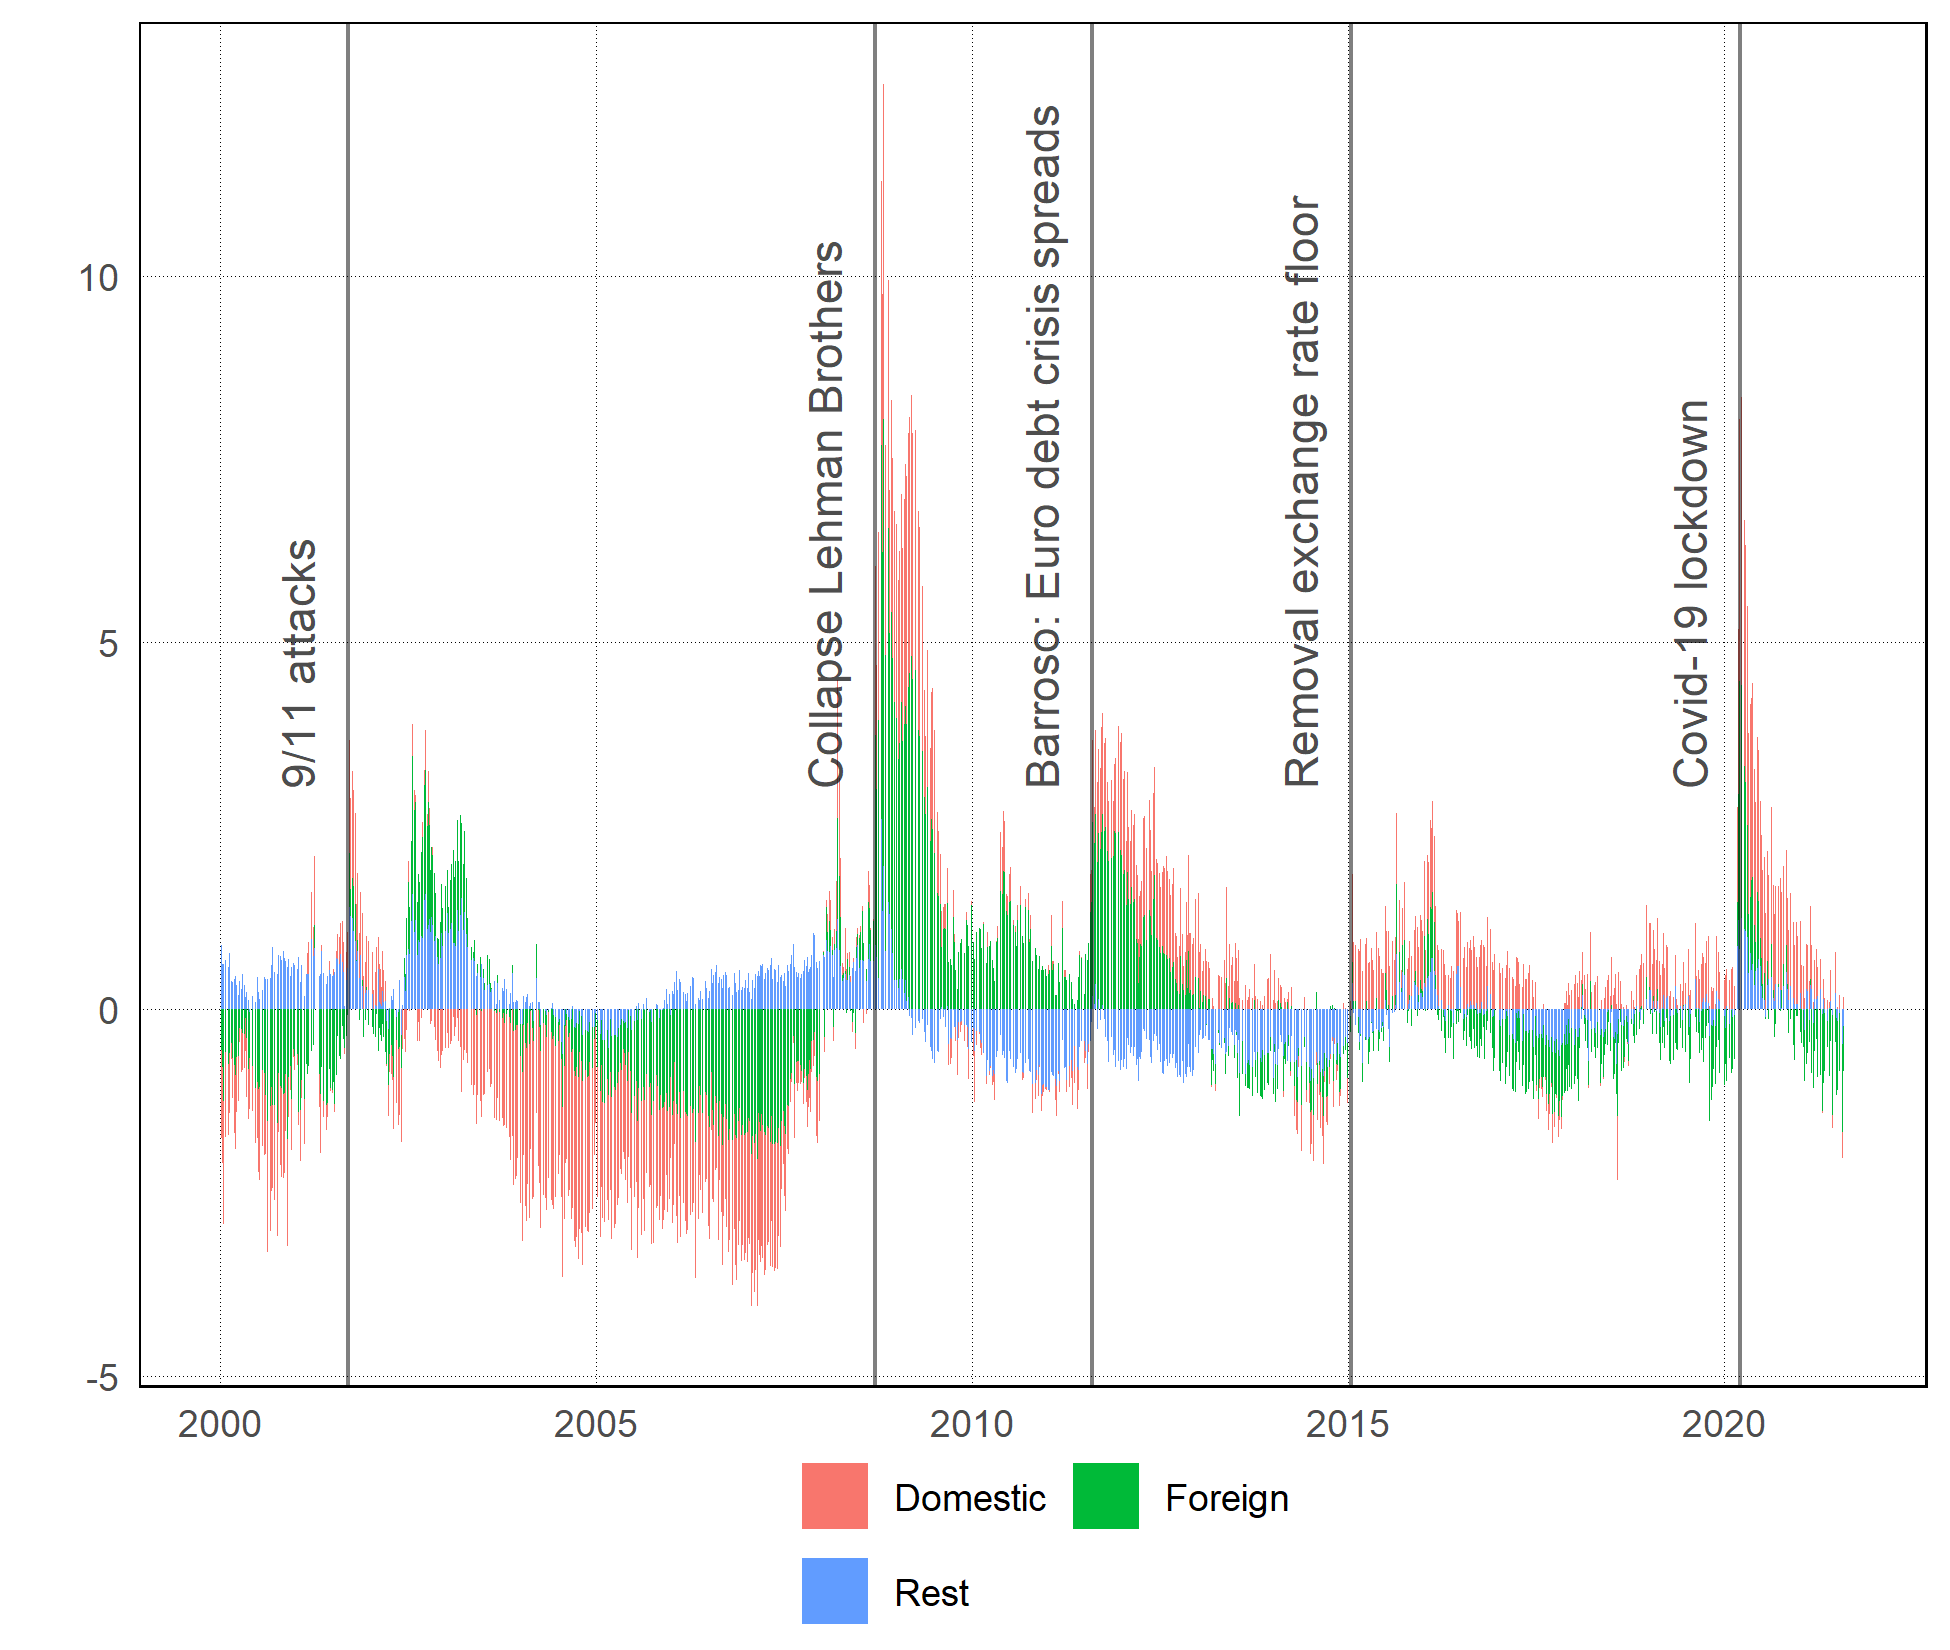 10
5
0
-5
9/11 attacks
Collapse Lehman Brothers
Barroso: Euro debt crisis spreads
Removal exchange rate floor
Covid-19 lockdown
2000 2005 2010 2015 2020
Domestic Foreign
Rest